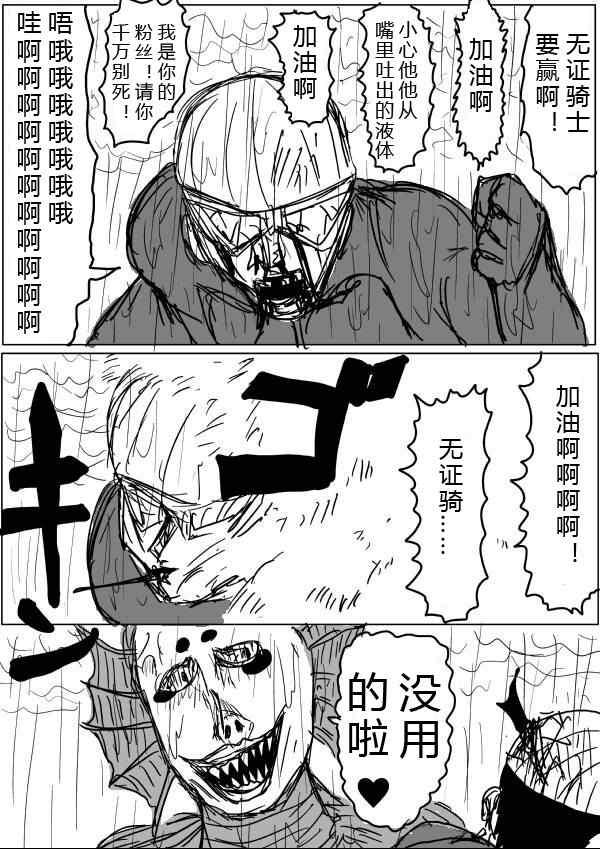 无证骑士
要赢啊！
加油啊
小心他他从
嘴里吐出的液体
加油啊
我是你的
粉丝！请你
千万别死！
唔哦哦哦哦哦哦
哇啊啊啊啊啊啊啊啊啊啊
加油啊啊啊啊！
无证骑……
ゴ
キン
没用
的啦
♥